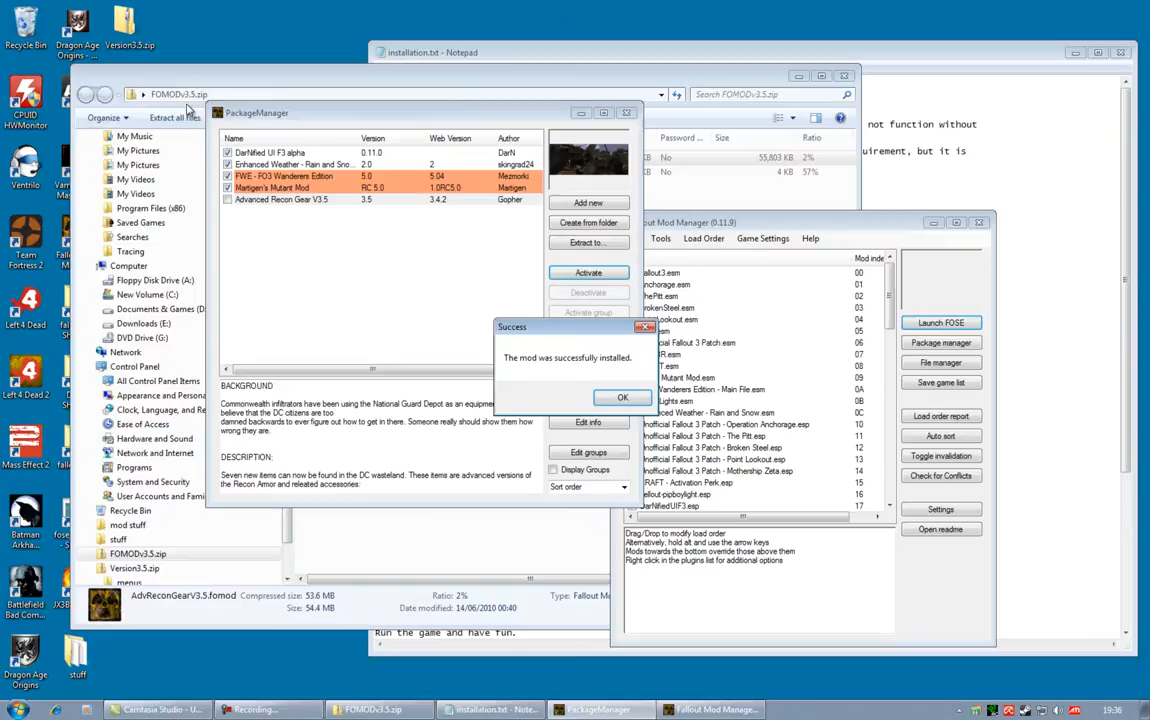 Recycle Bin
Dragon Age Origins - ...
Version3.5.zip
CPUID HWMonitor
Ventrilo
Team Fortress 2
Left 4 Dead
Left 4 Dead 2
Mass Effect 2
Batman Arkha...
Battlefield Bad Com...
Dragon Age Origins
stuff
installation.txt - Notepad
not function without
uirement, but it is
Run the game and have fun.
FOMODv3.5.zip
Search FOMODv3.5.zip
Organize
Extract all files
Password ...
Size
Ratio
KB
No
55,803 KB
2%
KB
No
4 KB
57%
My Music
My Pictures
My Pictures
My Videos
My Videos
Program Files (x86)
Saved Games
Searches
Tracing
Computer
Floppy Disk Drive (A:)
New Volume (C:)
Documents & Games (D
Downloads (E:)
DVD Drive (G:)
Network
Control Panel
All Control Panel Items
Appearance and Persona
Clock, Language, and Re
Ease of Access
Hardware and Sound
Network and Internet
Programs
System and Security
User Accounts and Fami
Recycle Bin
mod stuff
stuff
FOMODv3.5.zip
Version3.5.zip
menus
AdvReconGearV3.5.fomod
Compressed size: 53.6 MB
Size: 54.4 MB
Ratio: 2%
Date modified: 14/06/2010 00:40
Type: Fallout Mo
PackageManager
Name
Version
Web Version
Author
DarNified UI F3 alpha
0.11.0
DarN
Enhanced Weather - Rain and Sno...
2.0
2
skingrad24
FWE - FO3 Wanderers Edition
5.0
5.04
Mezmorki
Martigen's Mutant Mod
RC 5.0
1.0RC5.0
Martigen
Advanced Recon Gear V3.5
3.5
3.4.2
Gopher
Add new
Create from folder
Extract to...
Activate
Deactivate
Activate group
Edit info
Edit groups
Display Groups
Sort order
BACKGROUND
Commonwealth infiltrators have been using the National Guard Depot as an equipmen
believe that the DC citizens are too
damned backwards to ever figure out how to get in there. Someone really should show them how
wrong they are.
DESCRIPTION:
Seven new items can now be found in the DC wasteland. These items are advanced versions of
the Recon Armor and releated accessories:
Success
The mod was successfully installed.
OK
out Mod Manager (0.11.9)
Tools
Load Order
Game Settings
Help
Mod index
allout3.esm
00
nchorage.esm
01
hePitt.esm
02
rokenSteel.esm
03
ointLookout.esm
04
05
official Fallout 3 Patch.esm
06
R.esm
07
T.esm
08
Mutant Mod.esm
09
Wanderers Edition - Main File.esm
0A
Lights.esm
0B
nced Weather - Rain and Snow.esm
0C
nofficial Fallout 3 Patch - Operation Anchorage.esp
10
nofficial Fallout 3 Patch - The Pitt.esp
11
nofficial Fallout 3 Patch - Broken Steel.esp
12
nofficial Fallout 3 Patch - Point Lookout.esp
13
nofficial Fallout 3 Patch - Mothership Zeta.esp
14
CRAFT - Activation Perk.esp
15
ellout-pipboylight.esp
16
DarNifiedUIF3.esp
17
Launch FOSE
Package manager
File manager
Save game list
Load order report
Auto sort
Toggle invalidation
Check for Conflicts
Settings
Open readme
Drag/Drop to modify load order
Alternatively, hold alt and use the arrow keys
Mods towards the bottom override those above them
Right click in the plugins list for additional options
Camtasia Studio - U...
Recording...
FOMODv3.5.zip
installation.txt - Note...
PackageManager
Fallout Mod Manage...
19:36